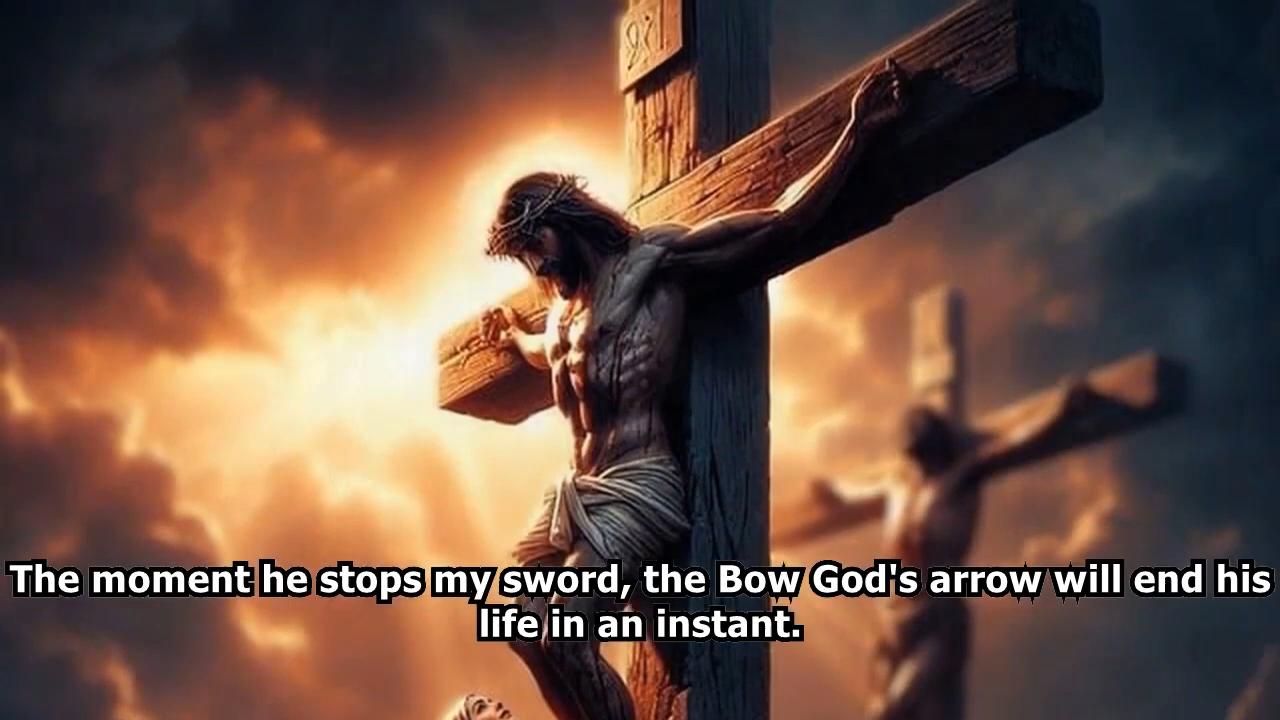 The moment he stops my sword, the Bow God's arrow will end his
life in an instant.